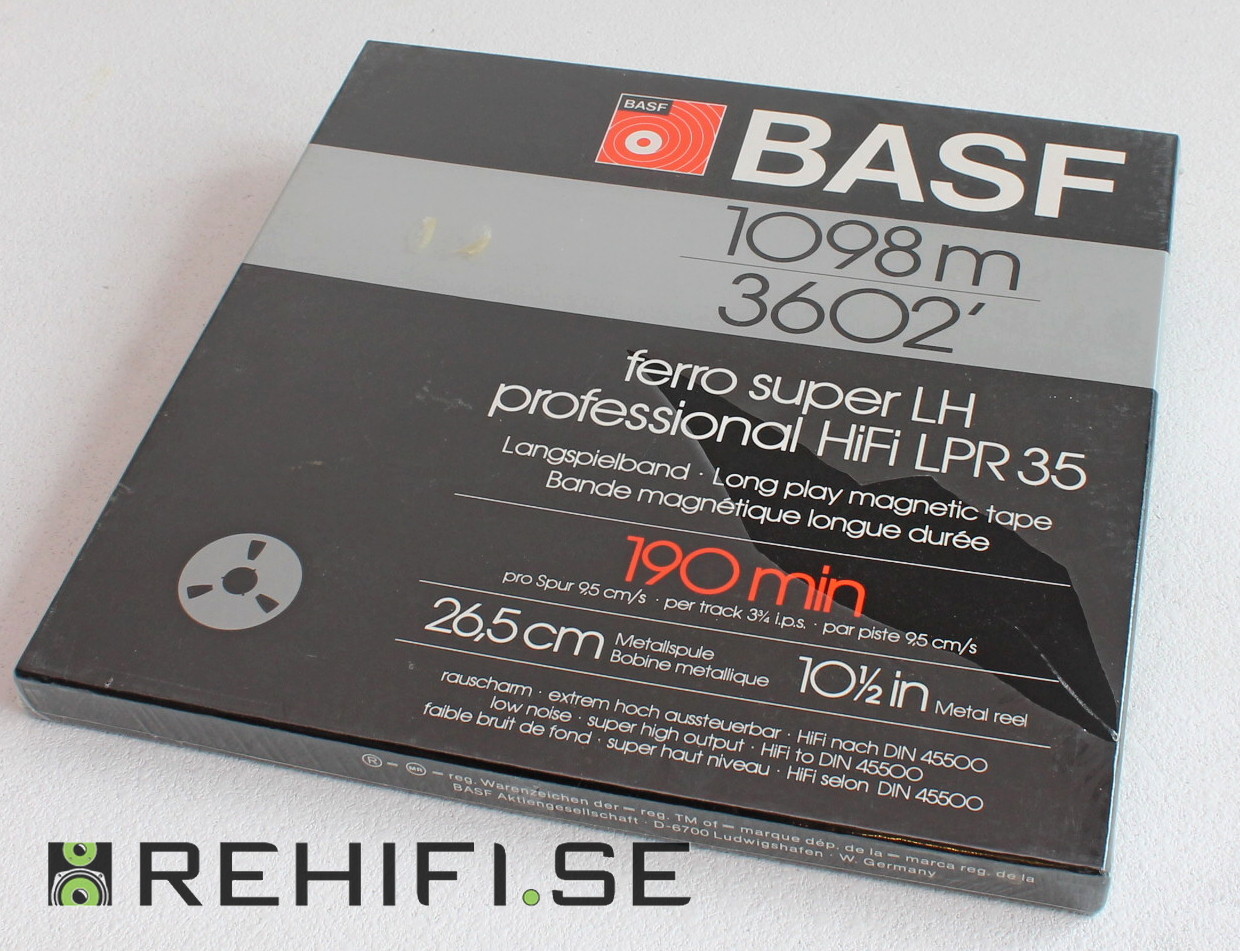 BASF
BASF
1098 m
3602'
ferro super LH
professional HiFi LPR 35
Langspielband · Long play magnetic tape
Bande magnétique longue durée
190 min
pro Spur 9,5 cm/s · per track 3¾ i.p.s. · par piste 9,5 cm/s
26,5 cm Metallspule
Bobine metallique
10½ in Metal reel
rauscharm · extrem hoch aussteuerbar · HiFi nach DIN 45500
low noise · super high output · HiFi to DIN 45500
faible bruit de fond · super haut niveau · HiFi selon DIN 45500
® – MR – reg. Warenzeichen der – reg. TM of – marque dép. de la – marca reg. de la
BASF Aktiengesellschaft · D-6700 Ludwigshafen · W. Germany
REHIFI.SE